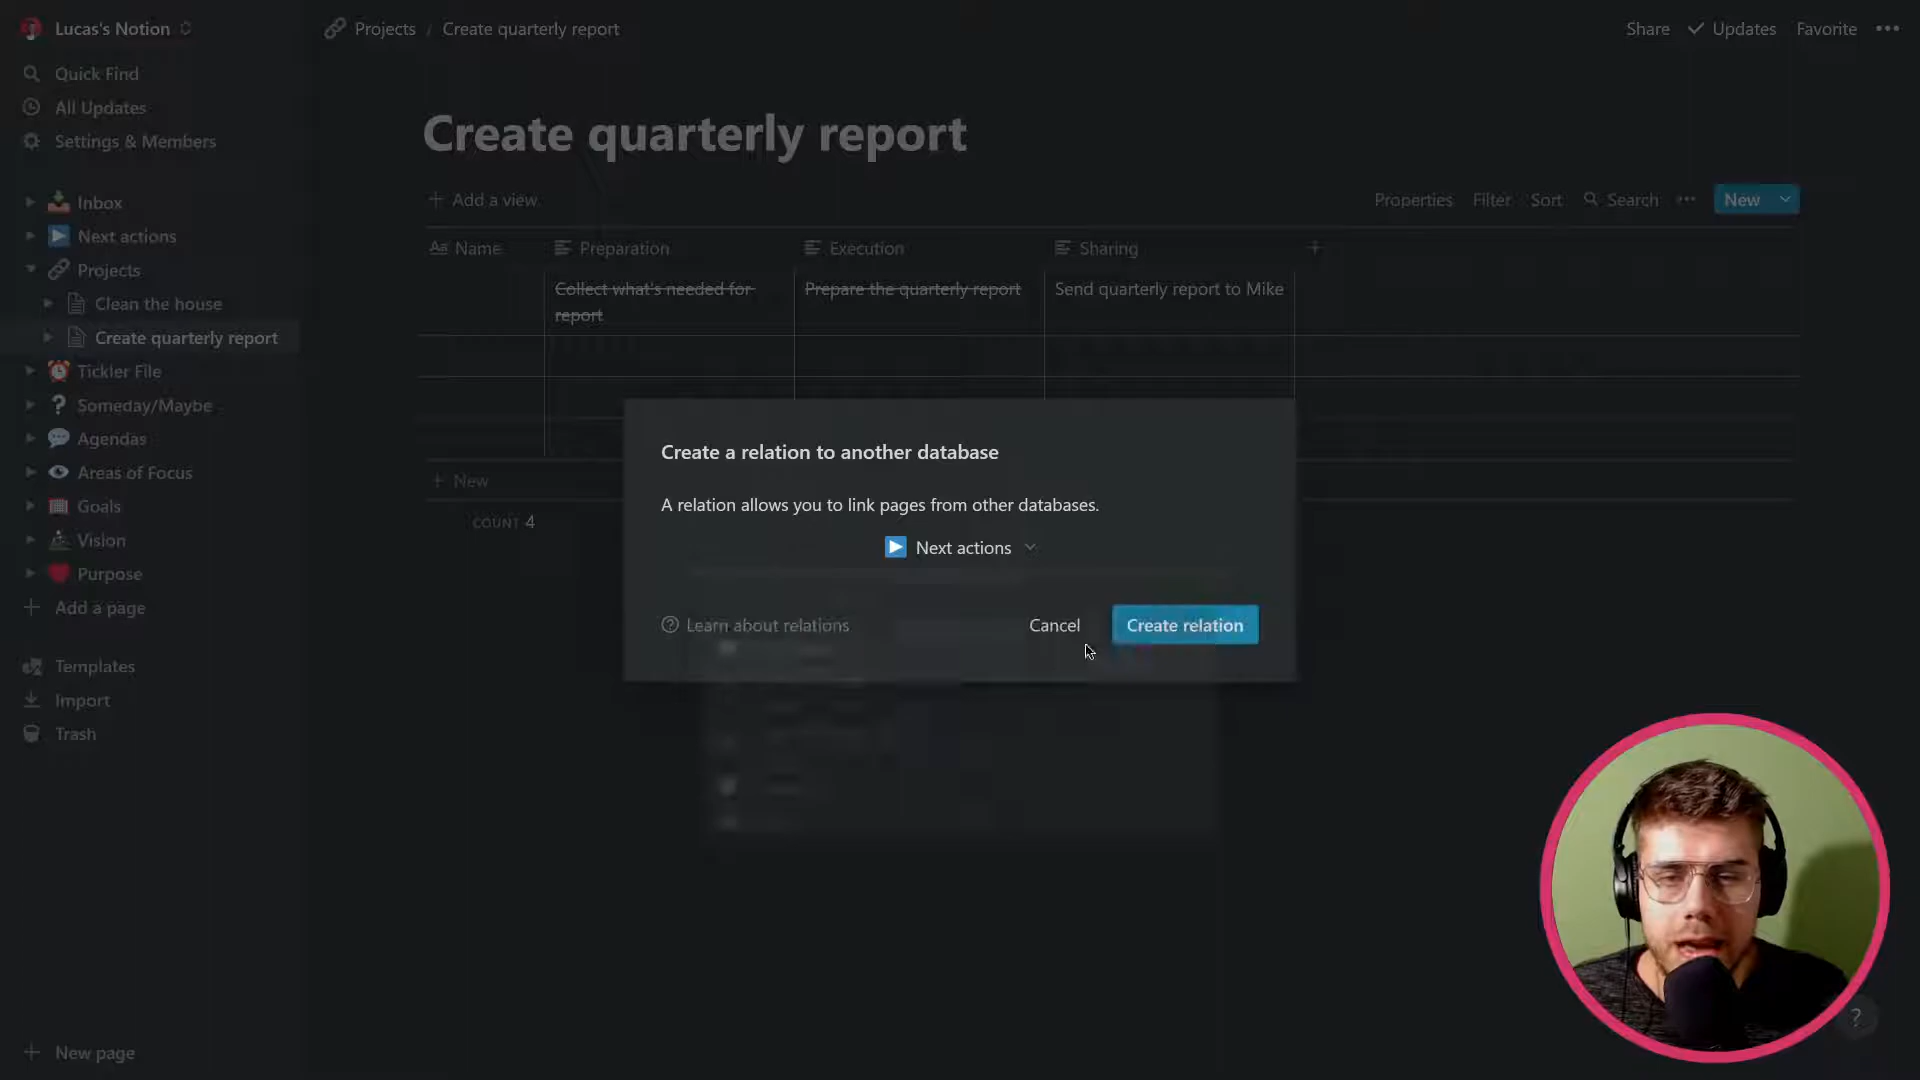 Lucas's Notion
Projects / Create quarterly report
Share
Updates
Favorite
Quick Find
All Updates
Settings & Members
Inbox
Next actions
Projects
Clean the house
Create quarterly report
Tickler File
Someday/Maybe
Agendas
Areas of Focus
Goals
Vision
Purpose
Add a page
Templates
Import
Trash
New page
Create quarterly report
Add a view
Properties
Filter
Sort
Search
New
Aa Name
Preparation
Execution
Sharing
Collect what's needed for
report
Prepare the quarterly report
Send quarterly report to Mike
New
COUNT 4
Create a relation to another database
A relation allows you to link pages from other databases.
Next actions
Learn about relations
Cancel
Create relation
?